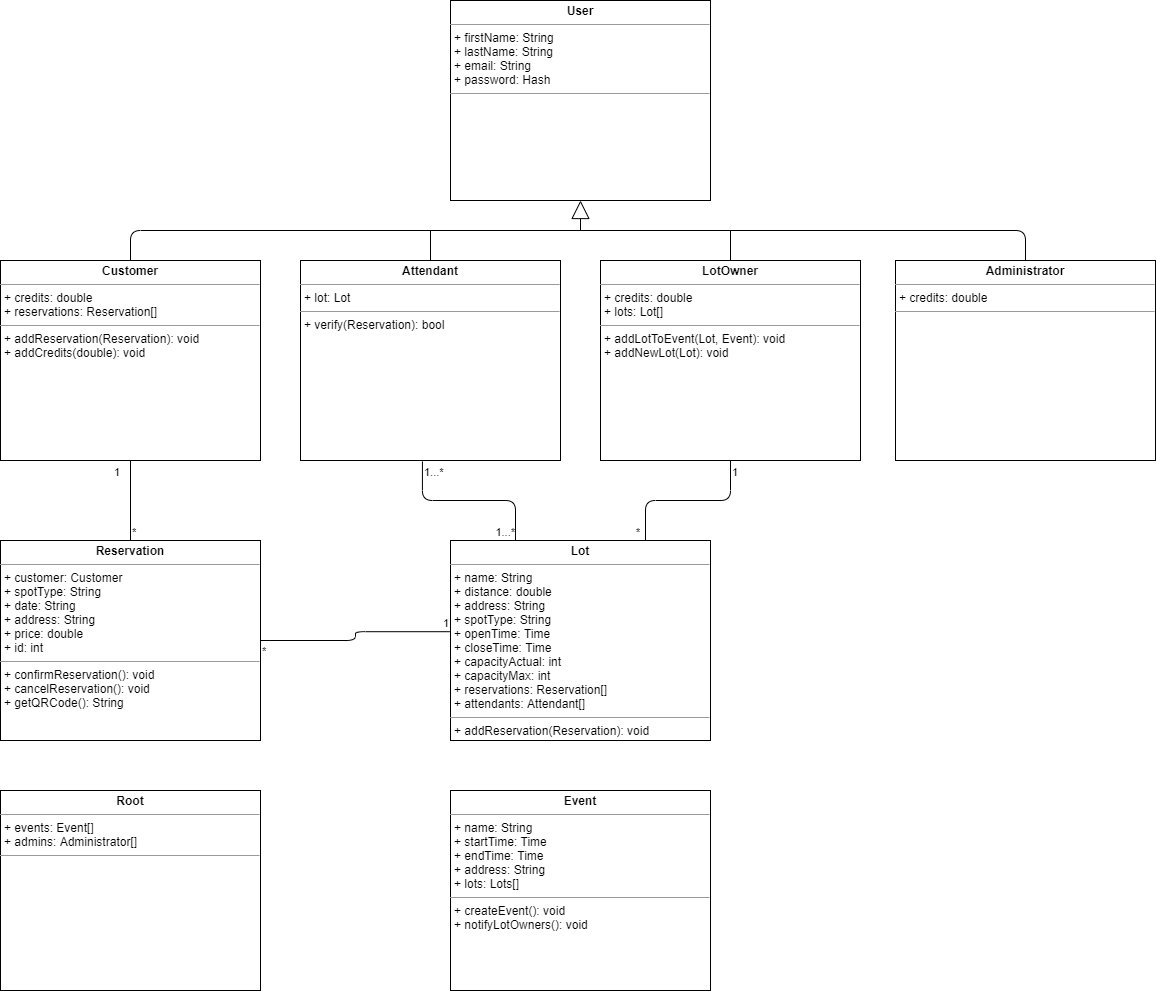 User
+ firstName: String
+ lastName: String
+ email: String
+ password: Hash
Customer
+ credits: double
+ reservations: Reservation[]
+ addReservation(Reservation): void
+ addCredits(double): void
Attendant
+ lot: Lot
+ verify(Reservation): bool
LotOwner
+ credits: double
+ lots: Lot[]
+ addLotToEvent(Lot, Event): void
+ addNewLot(Lot): void
Administrator
+ credits: double
1
1...*
1
*
1...*
*
Reservation
+ customer: Customer
+ spotType: String
+ date: String
+ address: String
+ price: double
+ id: int
+ confirmReservation(): void
+ cancelReservation(): void
+ getQRCode(): String
*
1
Lot
+ name: String
+ distance: double
+ address: String
+ spotType: String
+ openTime: Time
+ closeTime: Time
+ capacityActual: int
+ capacityMax: int
+ reservations: Reservation[]
+ attendants: Attendant[]
+ addReservation(Reservation): void
Root
+ events: Event[]
+ admins: Administrator[]
Event
+ name: String
+ startTime: Time
+ endTime: Time
+ address: String
+ lots: Lots[]
+ createEvent(): void
+ notifyLotOwners(): void